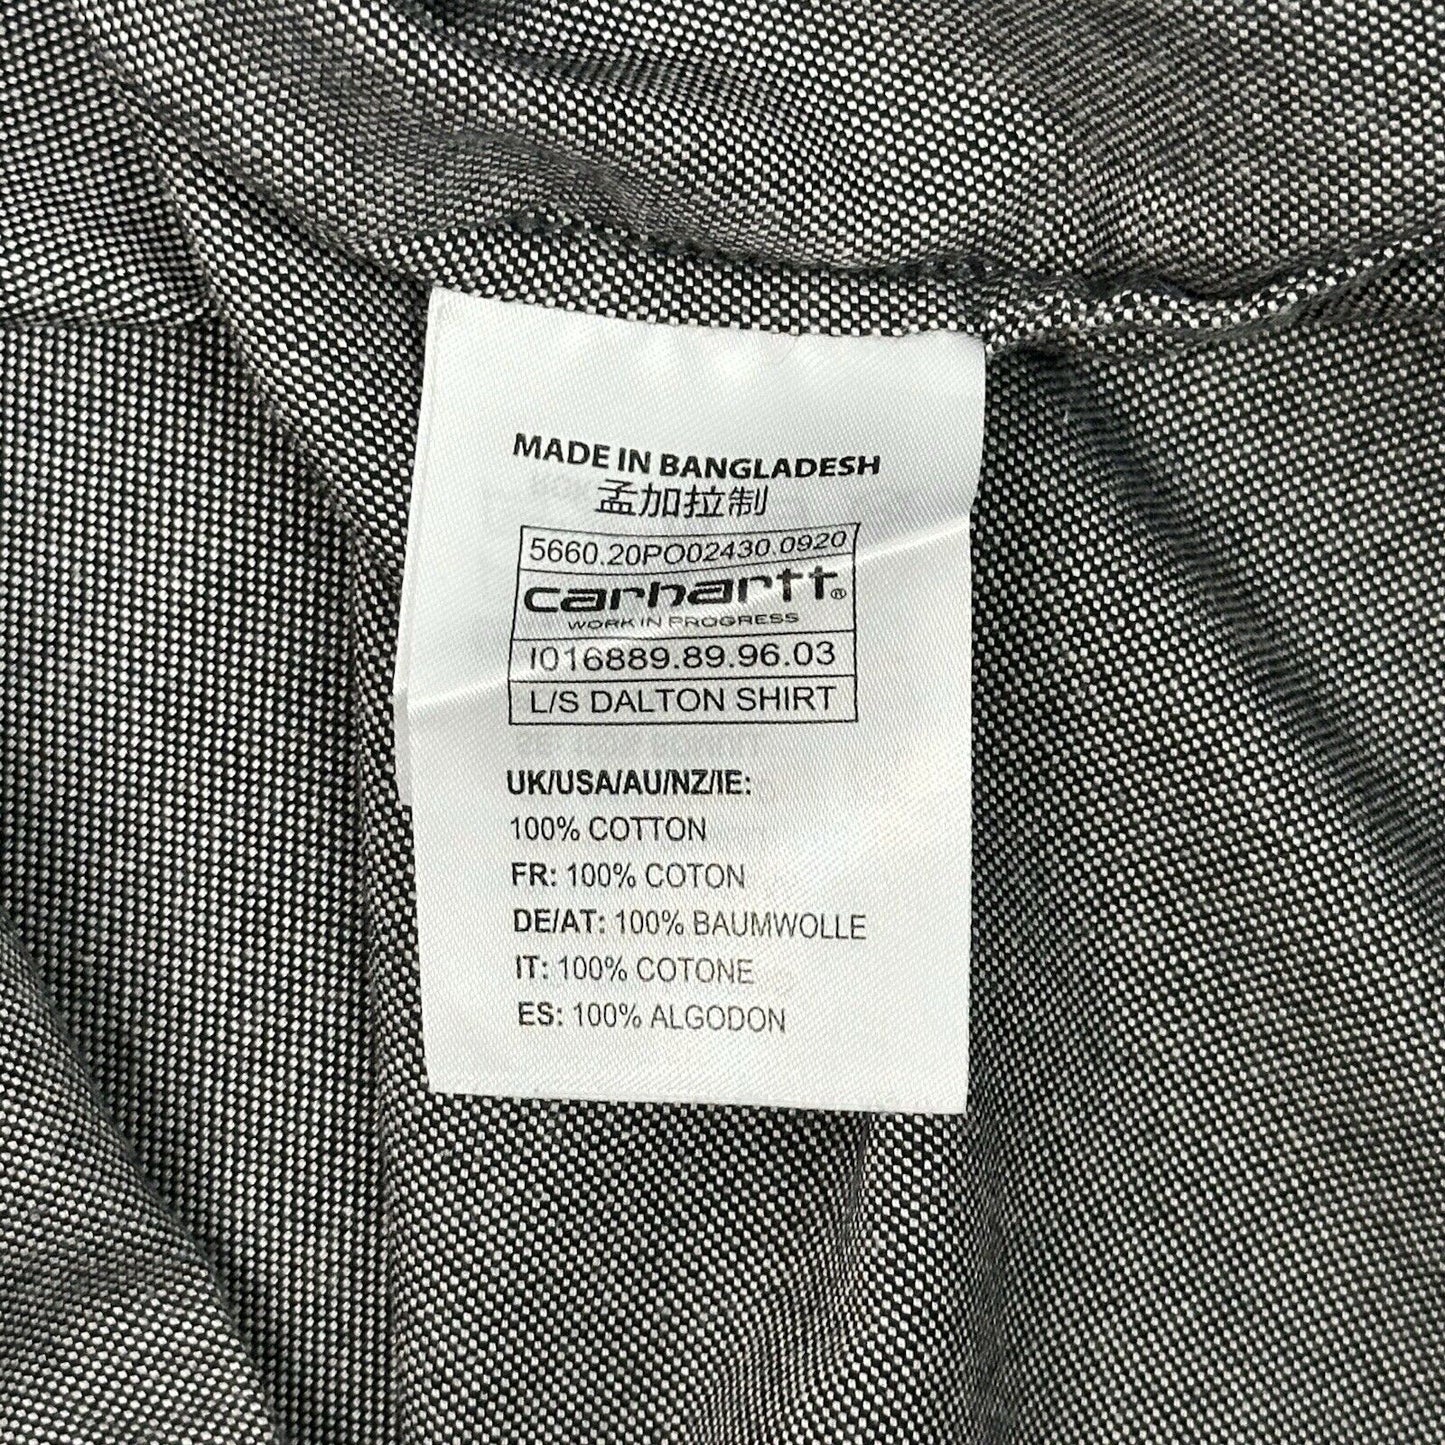 MADE IN BANGLADESH
孟加拉制
5660.20PO02430.0920
carhartt®
WORK IN PROGRESS
I016889.89.96.03
L/S DALTON SHIRT
UK/USA/AU/NZ/IE:
100% COTTON
FR: 100% COTON
DE/AT: 100% BAUMWOLLE
IT: 100% COTONE
ES: 100% ALGODON